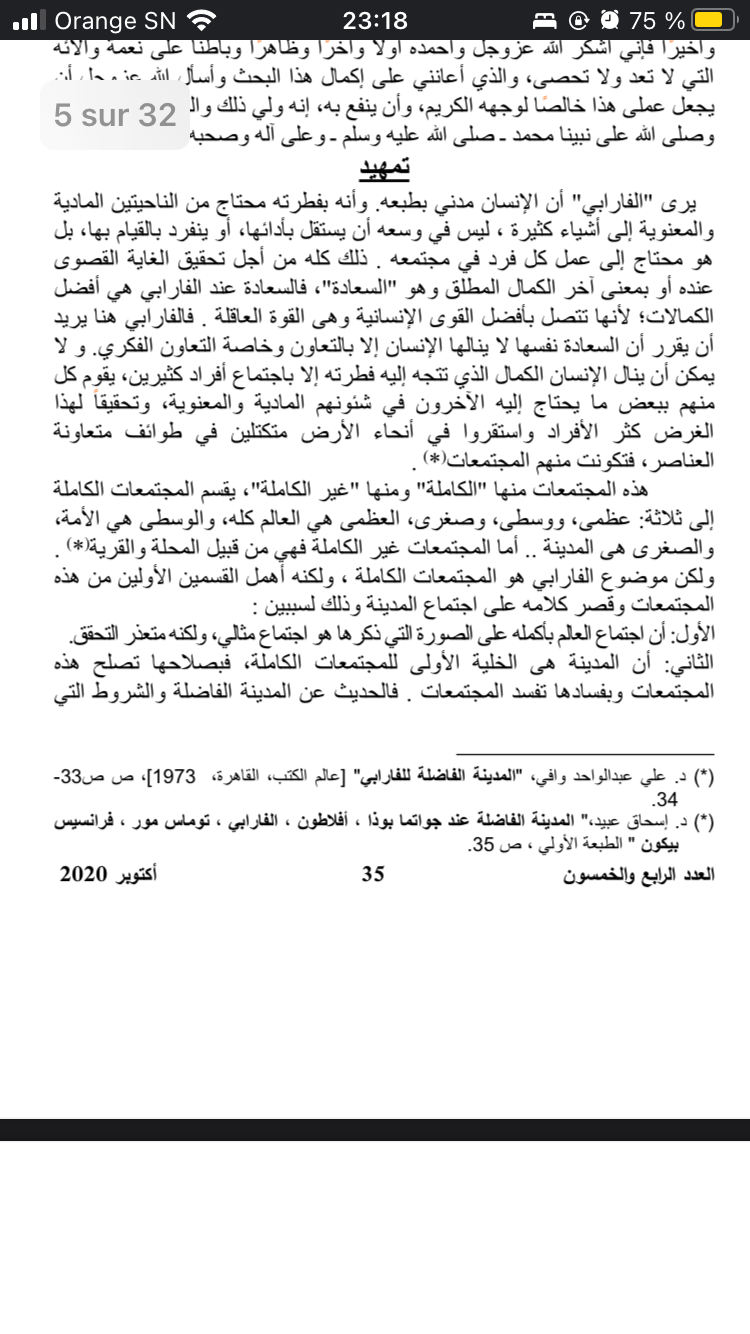 Orange SN 23:18 75 %
وأخيرًا فإني أشكر الله عزوجل وأحمده أولًا وآخرًا وظاهرًا وباطنًا على نعمة وآلائه
التي لا تعد ولا تحصى، والذي أعانني على إكمال هذا البحث وأسأل الله عزوجل أن
5 sur 32
يجعل عملى هذا خالصًا لوجهه الكريم، وأن ينفع به، إنه ولي ذلك
وصلى الله على نبينا محمد - صلى الله عليه وسلم - وعلى آله وصحبه
تمهيد
يرى "الفارابي" أن الإنسان مدني بطبعه. وأنه بفطرته محتاج من الناحيتين المادية
والمعنوية إلى أشياء كثيرة ، ليس في وسعه أن يستقل بأدائها، أو ينفرد بالقيام بها، بل
هو محتاج إلى عمل كل فرد في مجتمعه . ذلك كله من أجل تحقيق الغاية القصوى
عنده أو بمعنى آخر الكمال المطلق وهو "السعادة"، فالسعادة عند الفارابي هي أفضل
الكمالات؛ لأنها تتصل بأفضل القوى الإنسانية وهى القوة العاقلة . فالفارابي هنا يريد
أن يقرر أن السعادة نفسها لا ينالها الإنسان إلا بالتعاون وخاصة التعاون الفكري. و لا
يمكن أن ينال الإنسان الكمال الذي تتجه إليه فطرته إلا باجتماع أفراد كثيرين، يقوم كل
منهم ببعض ما يحتاج إليه الآخرون في شئونهم المادية والمعنوية، وتحقيقاً لهذا
الغرض كثر الأفراد واستقروا في أنحاء الأرض متكتلين في طوائف متعاونة
العناصر، فتكونت منهم المجتمعات(*) .
هذه المجتمعات منها "الكاملة" ومنها "غير الكاملة"، يقسم المجتمعات الكاملة
إلى ثلاثة: عظمى، ووسطى، وصغرى، العظمى هي العالم كله، والوسطى هي الأمة،
والصغرى هى المدينة .. أما المجتمعات غير الكاملة فهي من قبيل المحلة والقرية(*) .
ولكن موضوع الفارابي هو المجتمعات الكاملة ، ولكنه أهمل القسمين الأولين من هذه
المجتمعات وقصر كلامه على اجتماع المدينة وذلك لسببين :
الأول: أن اجتماع العالم بأكمله على الصورة التي ذكرها هو اجتماع مثالي، ولكنه متعذر التحقق.
الثاني: أن المدينة هى الخلية الأولى للمجتمعات الكاملة، فبصلاحها تصلح هذه
المجتمعات وبفسادها تفسد المجتمعات . فالحديث عن المدينة الفاضلة والشروط التي
(*) د. علي عبدالواحد وافي، "المدينة الفاضلة للفارابي" [عالم الكتب، القاهرة، 1973]، ص ص33-
34.
(*) د. إسحاق عبيد،" المدينة الفاضلة عند جواتما بوذا ، أفلاطون ، الفارابي ، توماس مور ، فرانسيس
بيكون " الطبعة الأولي ، ص 35.
العدد الرابع والخمسون 35 أكتوبر 2020